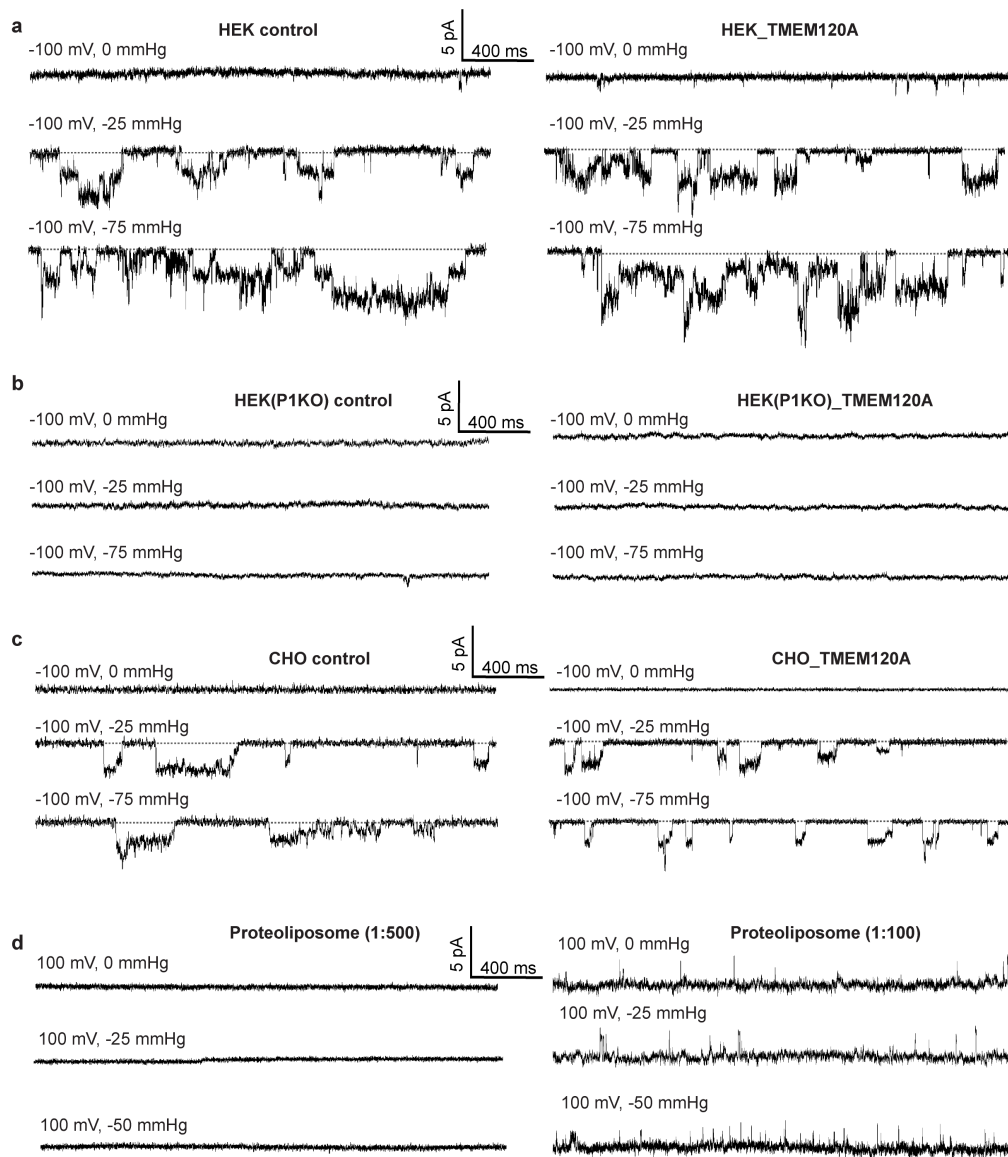 a
HEK control
5 pA
400 ms
HEK_TMEM120A
-100 mV, 0 mmHg
-100 mV, 0 mmHg
-100 mV, -25 mmHg
-100 mV, -25 mmHg
-100 mV, -75 mmHg
-100 mV, -75 mmHg
b
HEK(P1KO) control
5 pA
400 ms
HEK(P1KO)_TMEM120A
-100 mV, 0 mmHg
-100 mV, 0 mmHg
-100 mV, -25 mmHg
-100 mV, -25 mmHg
-100 mV, -75 mmHg
-100 mV, -75 mmHg
c
CHO control
5 pA
400 ms
CHO_TMEM120A
-100 mV, 0 mmHg
-100 mV, 0 mmHg
-100 mV, -25 mmHg
-100 mV, -25 mmHg
-100 mV, -75 mmHg
-100 mV, -75 mmHg
d
Proteoliposome (1:500)
5 pA
400 ms
Proteoliposome (1:100)
100 mV, 0 mmHg
100 mV, 0 mmHg
100 mV, -25 mmHg
100 mV, -25 mmHg
100 mV, -50 mmHg
100 mV, -50 mmHg